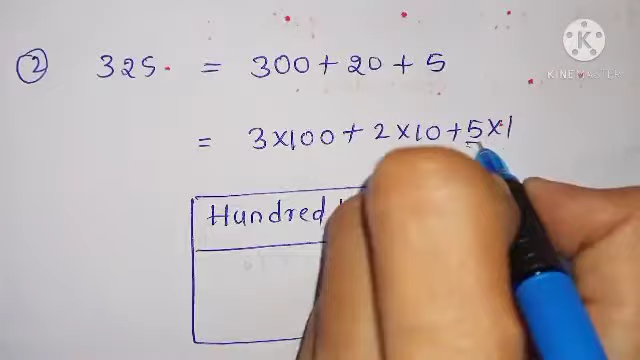 ② 325 = 300 + 20 + 5
K
KINEMASTER
= 3×100 + 2×10 + 5×1
Hundred